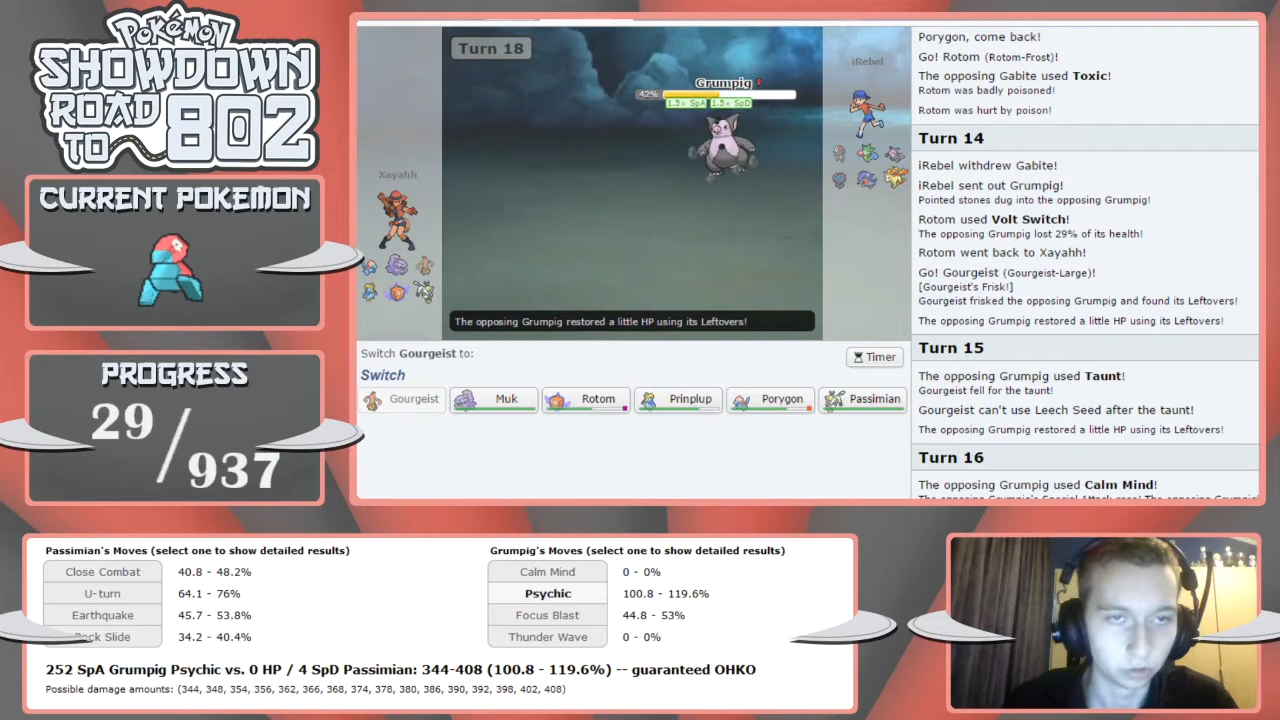 Pokémon
SHOWDOWN
ROAD
TO
802
CURRENT POKEMON
PROGRESS
29/937
Turn 18
Xayahh
iRebel
Grumpig
42%
1.5× SpA 1.5× SpD
The opposing Grumpig restored a little HP using its Leftovers!
Switch Gourgeist to:
Timer
Switch
Gourgeist Muk Rotom Prinplup Porygon Passimian
Porygon, come back!
Go! Rotom (Rotom-Frost)!
The opposing Gabite used Toxic!
Rotom was badly poisoned!
Rotom was hurt by poison!
Turn 14
iRebel withdrew Gabite!
iRebel sent out Grumpig!
Pointed stones dug into the opposing Grumpig!
Rotom used Volt Switch!
The opposing Grumpig lost 29% of its health!
Rotom went back to Xayahh!
Go! Gourgeist (Gourgeist-Large)!
[Gourgeist's Frisk!]
Gourgeist frisked the opposing Grumpig and found its Leftovers!
The opposing Grumpig restored a little HP using its Leftovers!
Turn 15
The opposing Grumpig used Taunt!
Gourgeist fell for the taunt!
Gourgeist can't use Leech Seed after the taunt!
The opposing Grumpig restored a little HP using its Leftovers!
Turn 16
The opposing Grumpig used Calm Mind!
Passimian's Moves (select one to show detailed results)
Close Combat 40.8 - 48.2%
U-turn 64.1 - 76%
Earthquake 45.7 - 53.8%
Rock Slide 34.2 - 40.4%
Grumpig's Moves (select one to show detailed results)
Calm Mind 0 - 0%
Psychic 100.8 - 119.6%
Focus Blast 44.8 - 53%
Thunder Wave 0 - 0%
252 SpA Grumpig Psychic vs. 0 HP / 4 SpD Passimian: 344-408 (100.8 - 119.6%) -- guaranteed OHKO
Possible damage amounts: (344, 348, 354, 356, 362, 366, 368, 374, 378, 380, 386, 390, 392, 398, 402, 408)